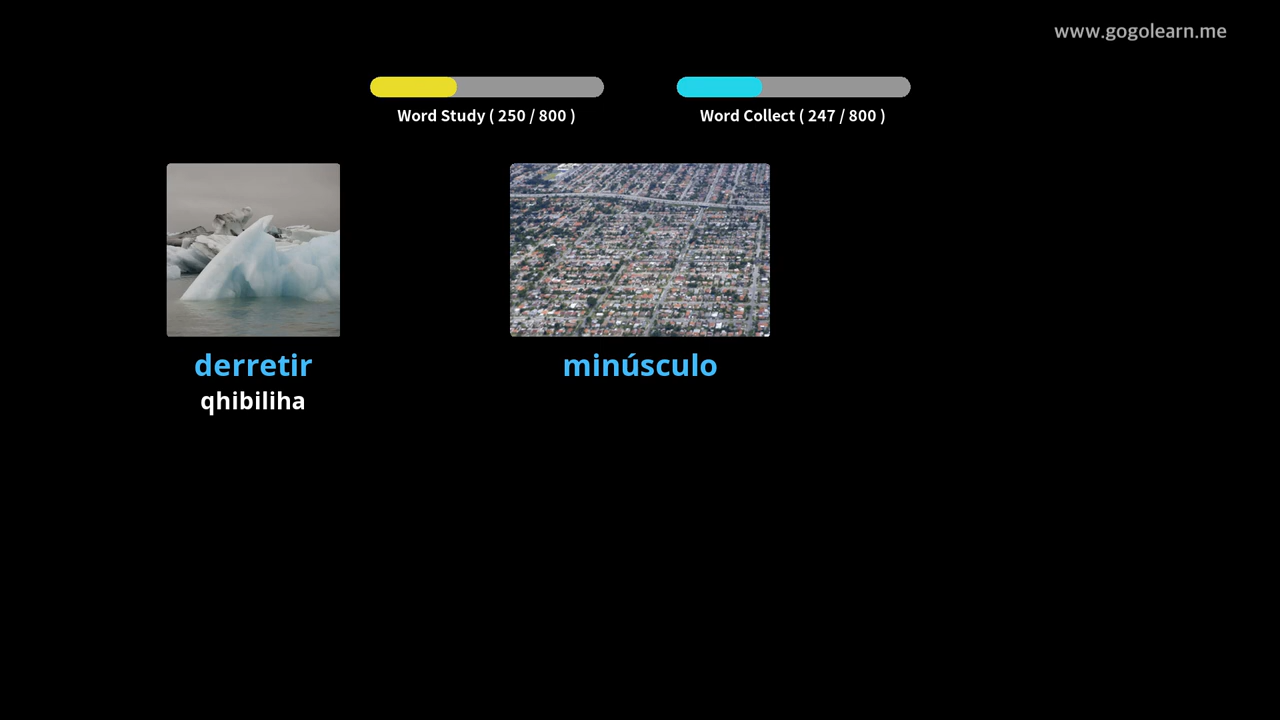 www.gogolearn.me
Word Study ( 250 / 800 )
Word Collect ( 247 / 800 )
derretir
qhibiliha
minúsculo